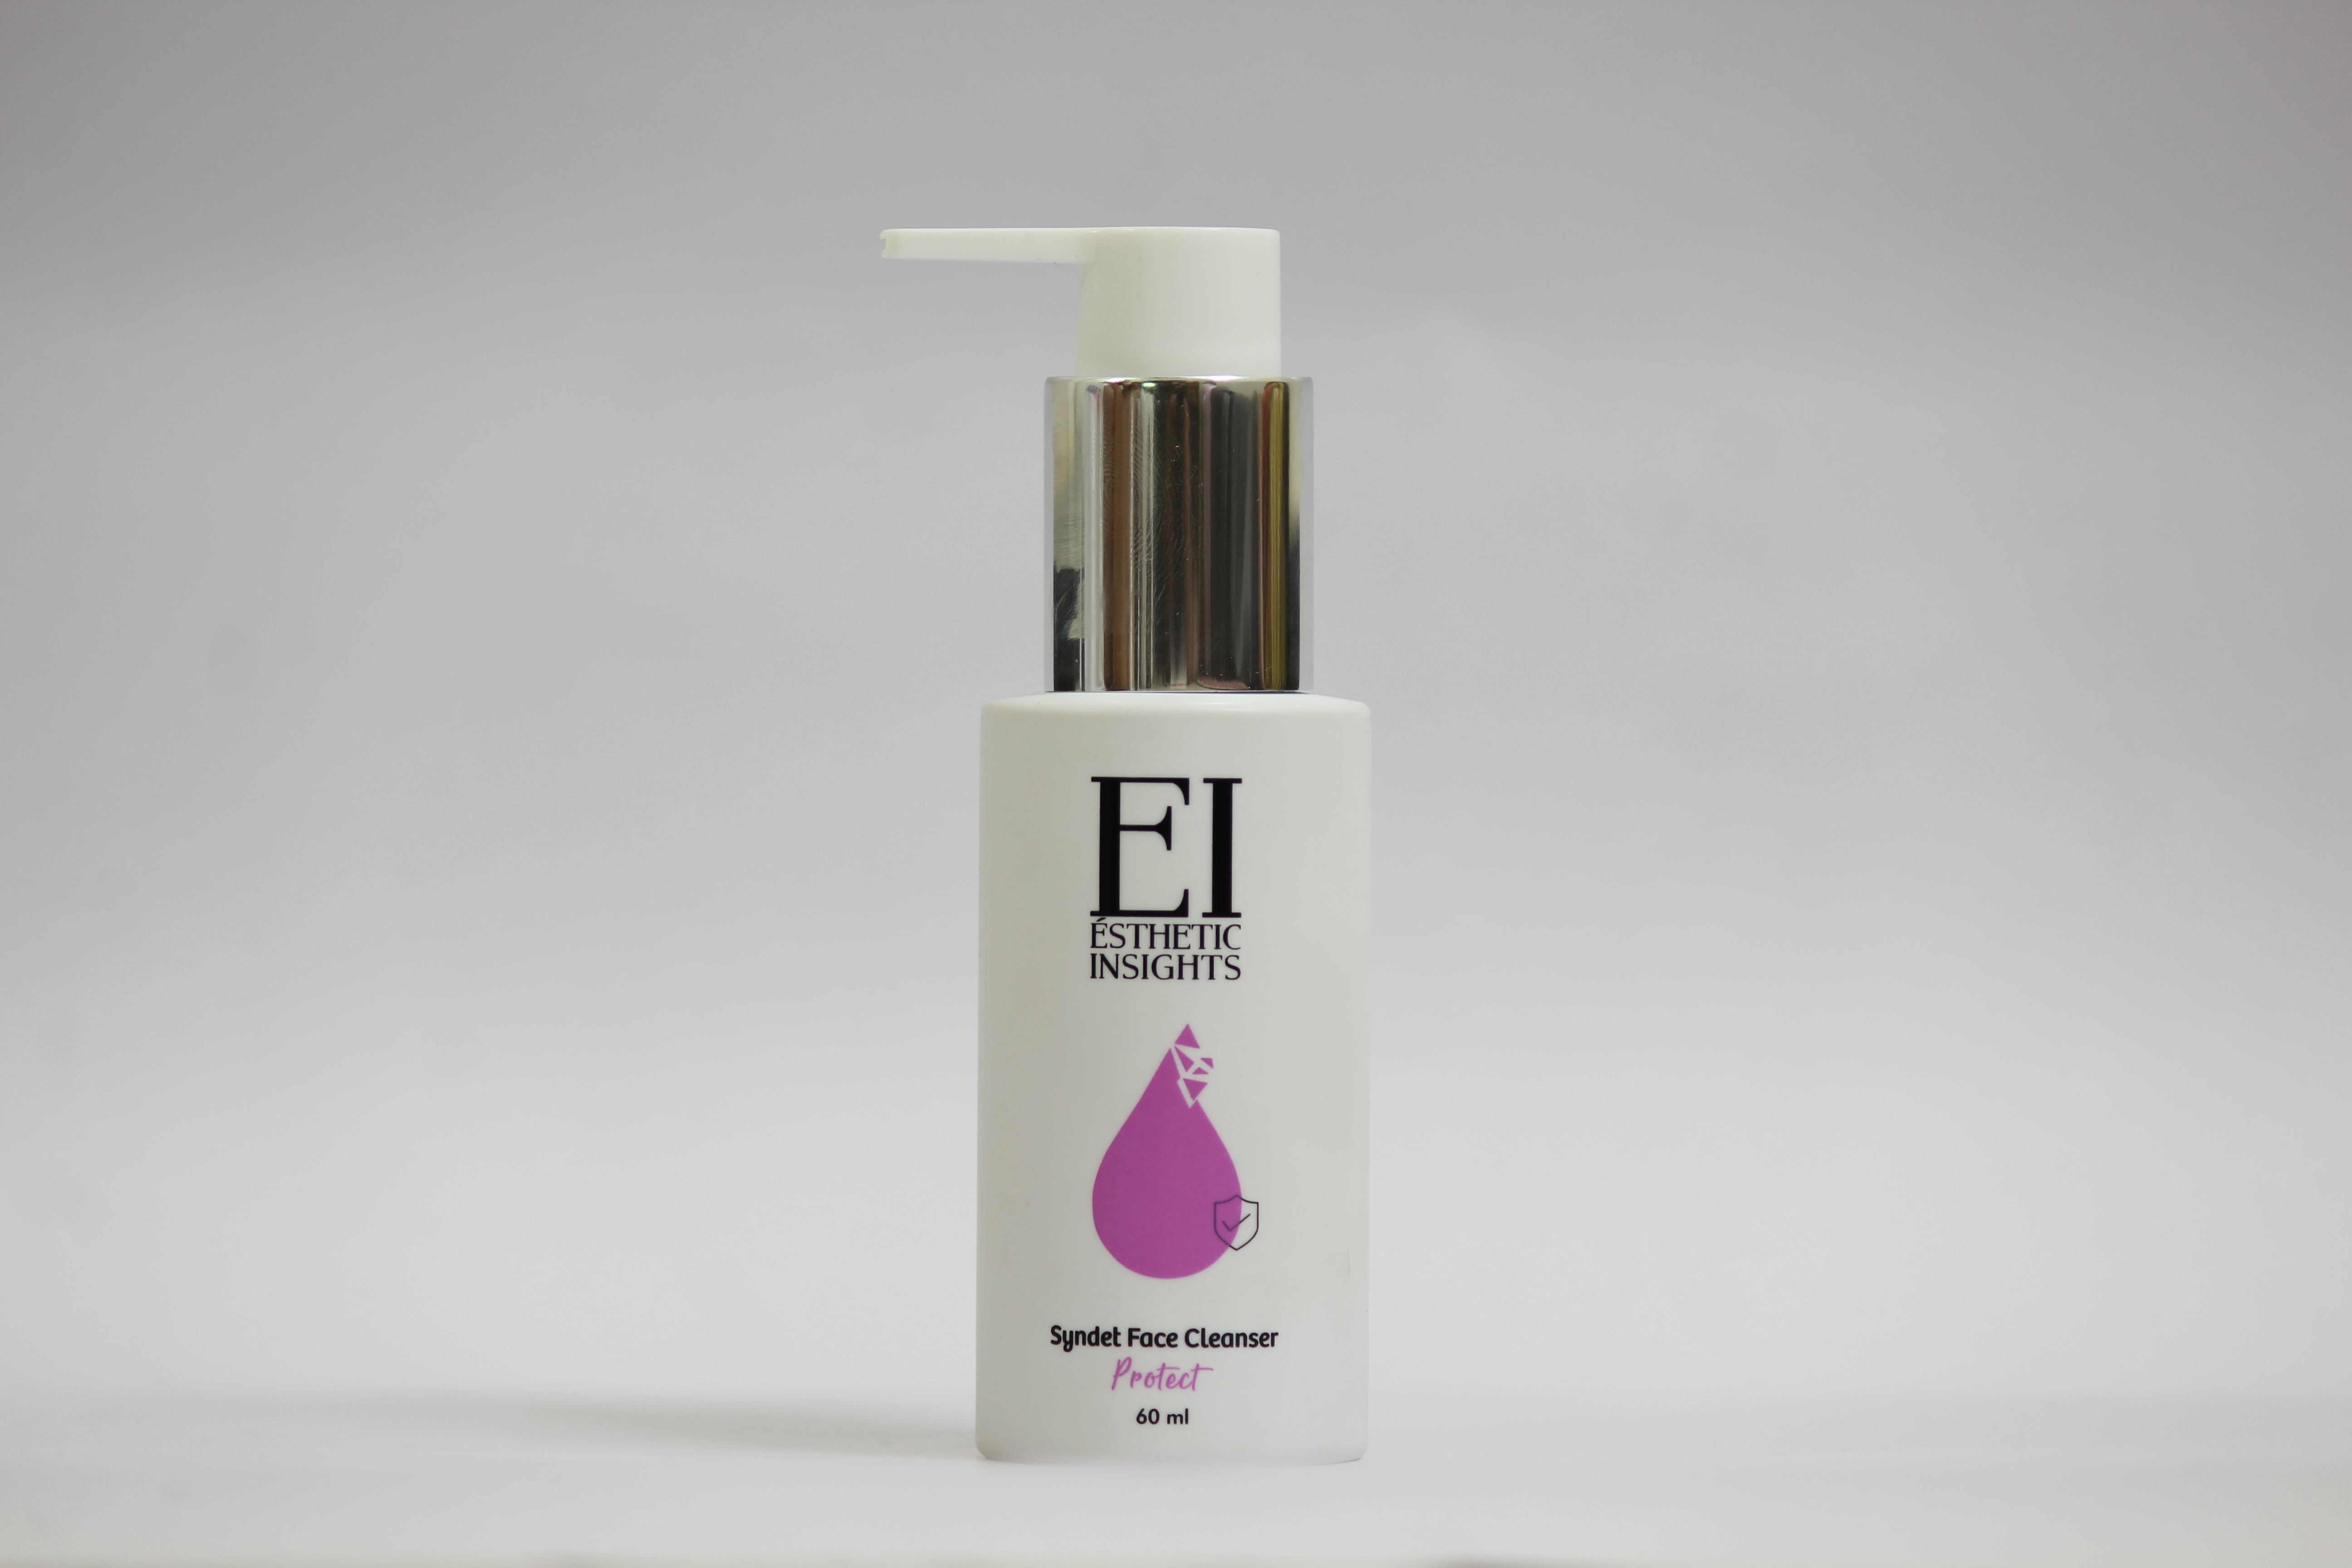 EI
ÉSTHETIC
INSIGHTS
Syndet Face Cleanser
Protect
60 ml